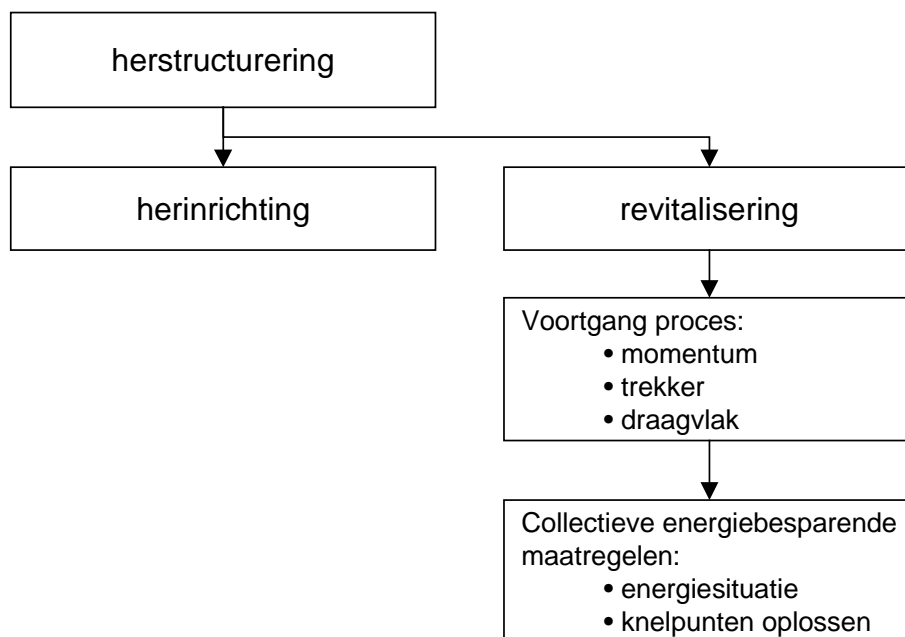 herstructurering
herinrichting
revitalisering
Voortgang proces:
• momentum
• trekker
• draagvlak
Collectieve energiebesparende
maatregelen:
• energiesituatie
• knelpunten oplossen